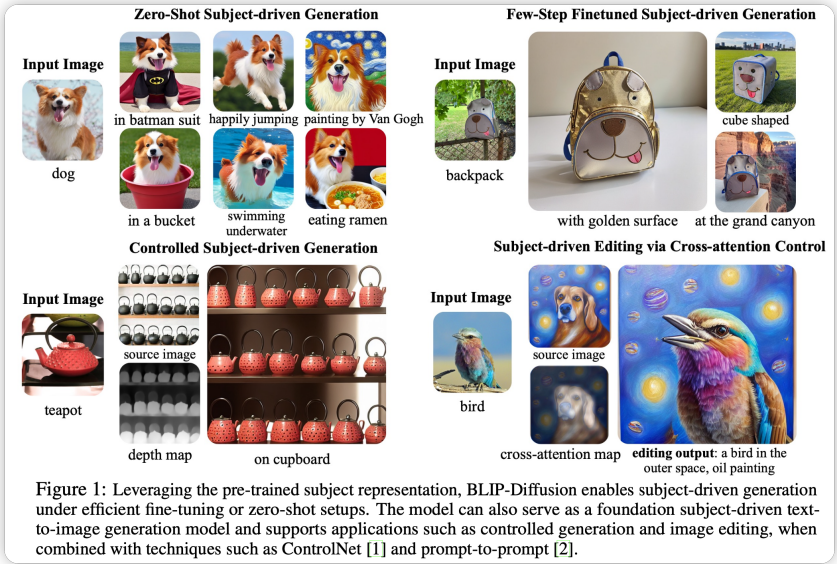 Zero-Shot Subject-driven Generation
Input Image
dog
in batman suit
happily jumping
painting by Van Gogh
in a bucket
swimming
underwater
eating ramen
Few-Step Finetuned Subject-driven Generation
Input Image
backpack
with golden surface
cube shaped
at the grand canyon
Controlled Subject-driven Generation
Input Image
teapot
source image
depth map
on cupboard
Subject-driven Editing via Cross-attention Control
Input Image
bird
source image
cross-attention map
editing output: a bird in the
outer space, oil painting
Figure 1: Leveraging the pre-trained subject representation, BLIP-Diffusion enables subject-driven generation
under efficient fine-tuning or zero-shot setups. The model can also serve as a foundation subject-driven text-
to-image generation model and supports applications such as controlled generation and image editing, when
combined with techniques such as ControlNet [1] and prompt-to-prompt [2].